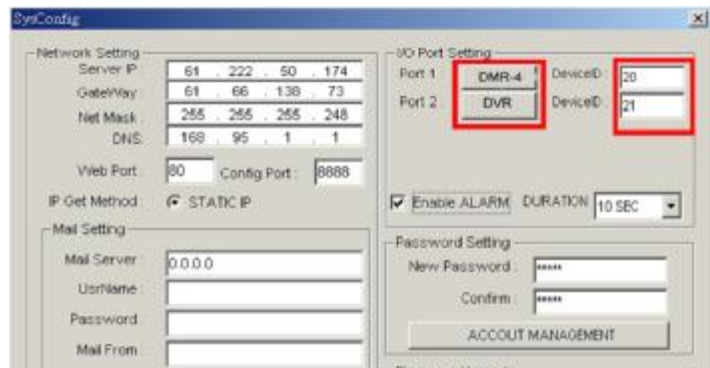 SysConfig
Network Setting
Server IP 61 . 222 . 50 . 174
GateWay: 61 . 66 . 138 . 73
Net Mask: 255 . 255 . 255 . 248
DNS: 168 . 95 . 1 . 1
Web Port: 80 Config Port: 8888
IP Get Method: STATIC IP
Mail Setting
Mail Server: 0.0.0.0
UsrName:
Password:
Mail From:
I/O Port Setting
Port 1 DMR-4 DeviceID: 20
Port 2 DVR DeviceID: 21
Enable ALARM DURATION 10 SEC
Password Setting
New Password: *****
Confirm: *****
ACCOUT MANAGEMENT